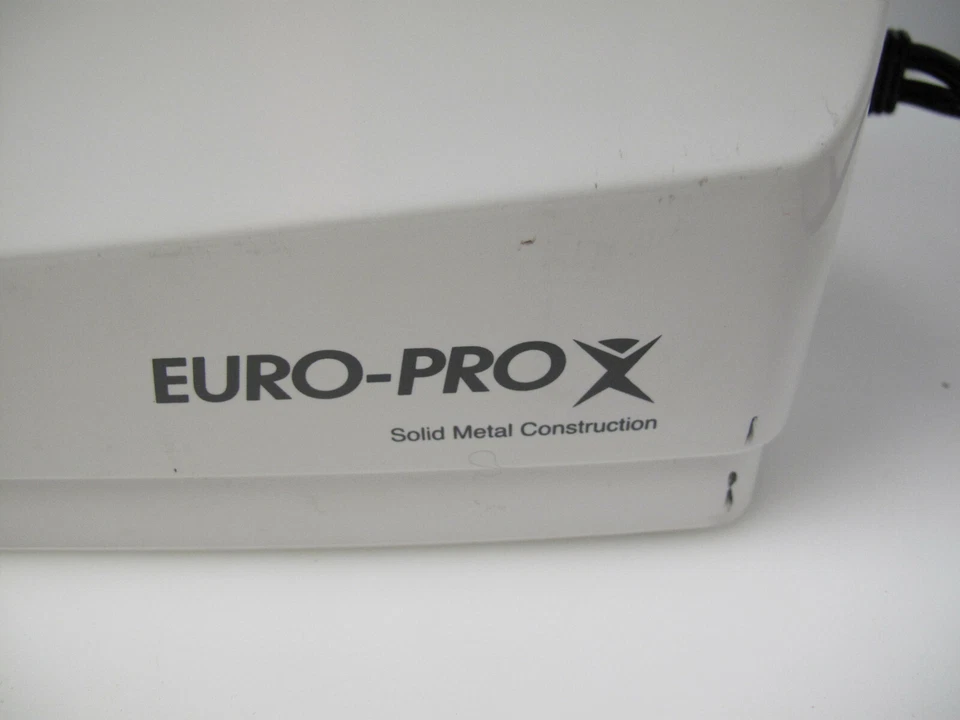 EURO-PRO X
Solid Metal Construction